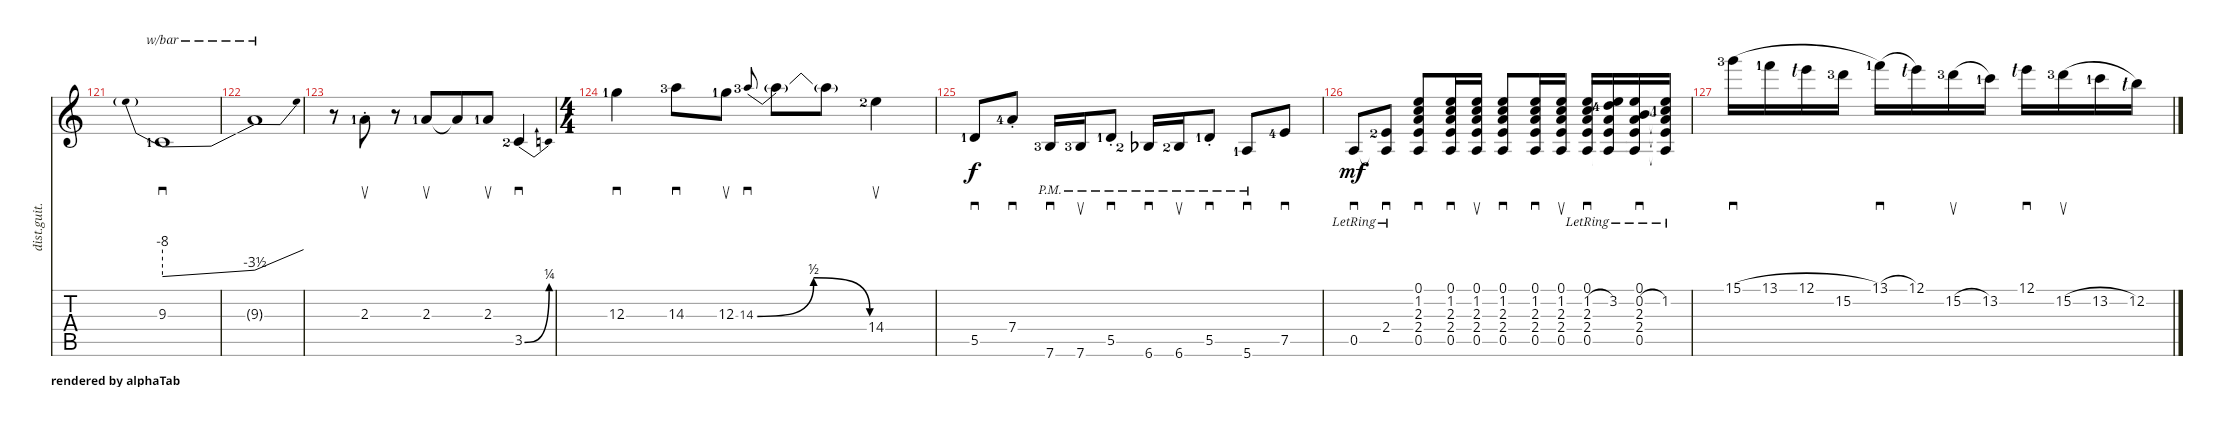 w/bar
121 122 123 124 125 126 127
1 1 1 1 2 1 3 1 3 2 1 4 3 3 1 2 2 1 1 4 2 4 1 3 1 t 3 1 t 3 1 t 3 1 t
4
4
f mf
P.M.
LetRing LetRing
dist.guit.
-8 -3½ ¼ ½
T
A
B
9 (9) 2 2 2 3 12 14 12 14 14 5 7 7 7 5 6 6 5 5 7 0 2
0 0 0 0 0 0 0 0
1 1 1 1 1 1 1 3 0 1
2 2 2 2 2 2 2 2
2 2 2 2 2 2 2 2
0 0 0 0 0 0 0 0
15 13 12 15 13 12 15 13 12 15 13 12
rendered by alphaTab